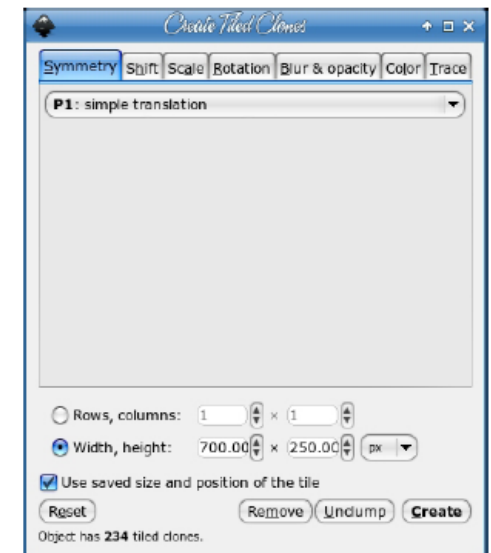 Create Tiled Clones
Symmetry Shift Scale Rotation Blur & opacity Color Trace
P1: simple translation
Rows, columns: 1 × 1
Width, height: 700.00 × 250.00 px
Use saved size and position of the tile
Reset Remove Unclump Create
Object has 234 tiled clones.